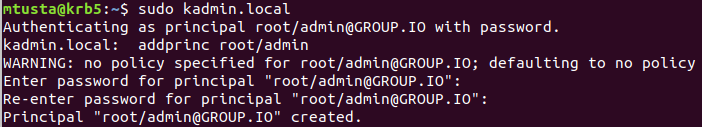 mtusta@krb5:~$ sudo kadmin.local
Authenticating as principal root/admin@GROUP.IO with password.
kadmin.local:  addprinc root/admin
WARNING: no policy specified for root/admin@GROUP.IO; defaulting to no policy
Enter password for principal "root/admin@GROUP.IO":
Re-enter password for principal "root/admin@GROUP.IO":
Principal "root/admin@GROUP.IO" created.